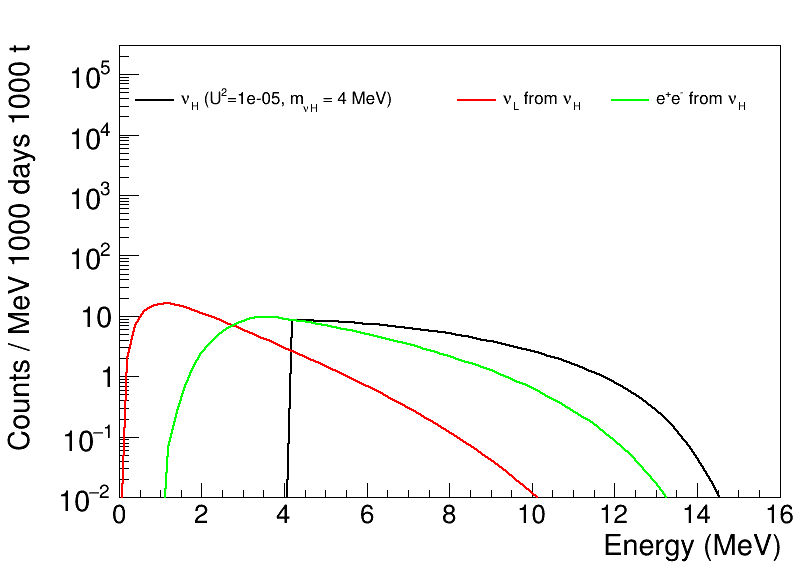 Counts / MeV 1000 days 1000 t
10⁵
10⁴
10³
10²
10
1
10⁻¹
10⁻²
ν_H (U²=1e-05, m_νH = 4 MeV) ν_L from ν_H e⁺e⁻ from ν_H
0 2 4 6 8 10 12 14 16
Energy (MeV)